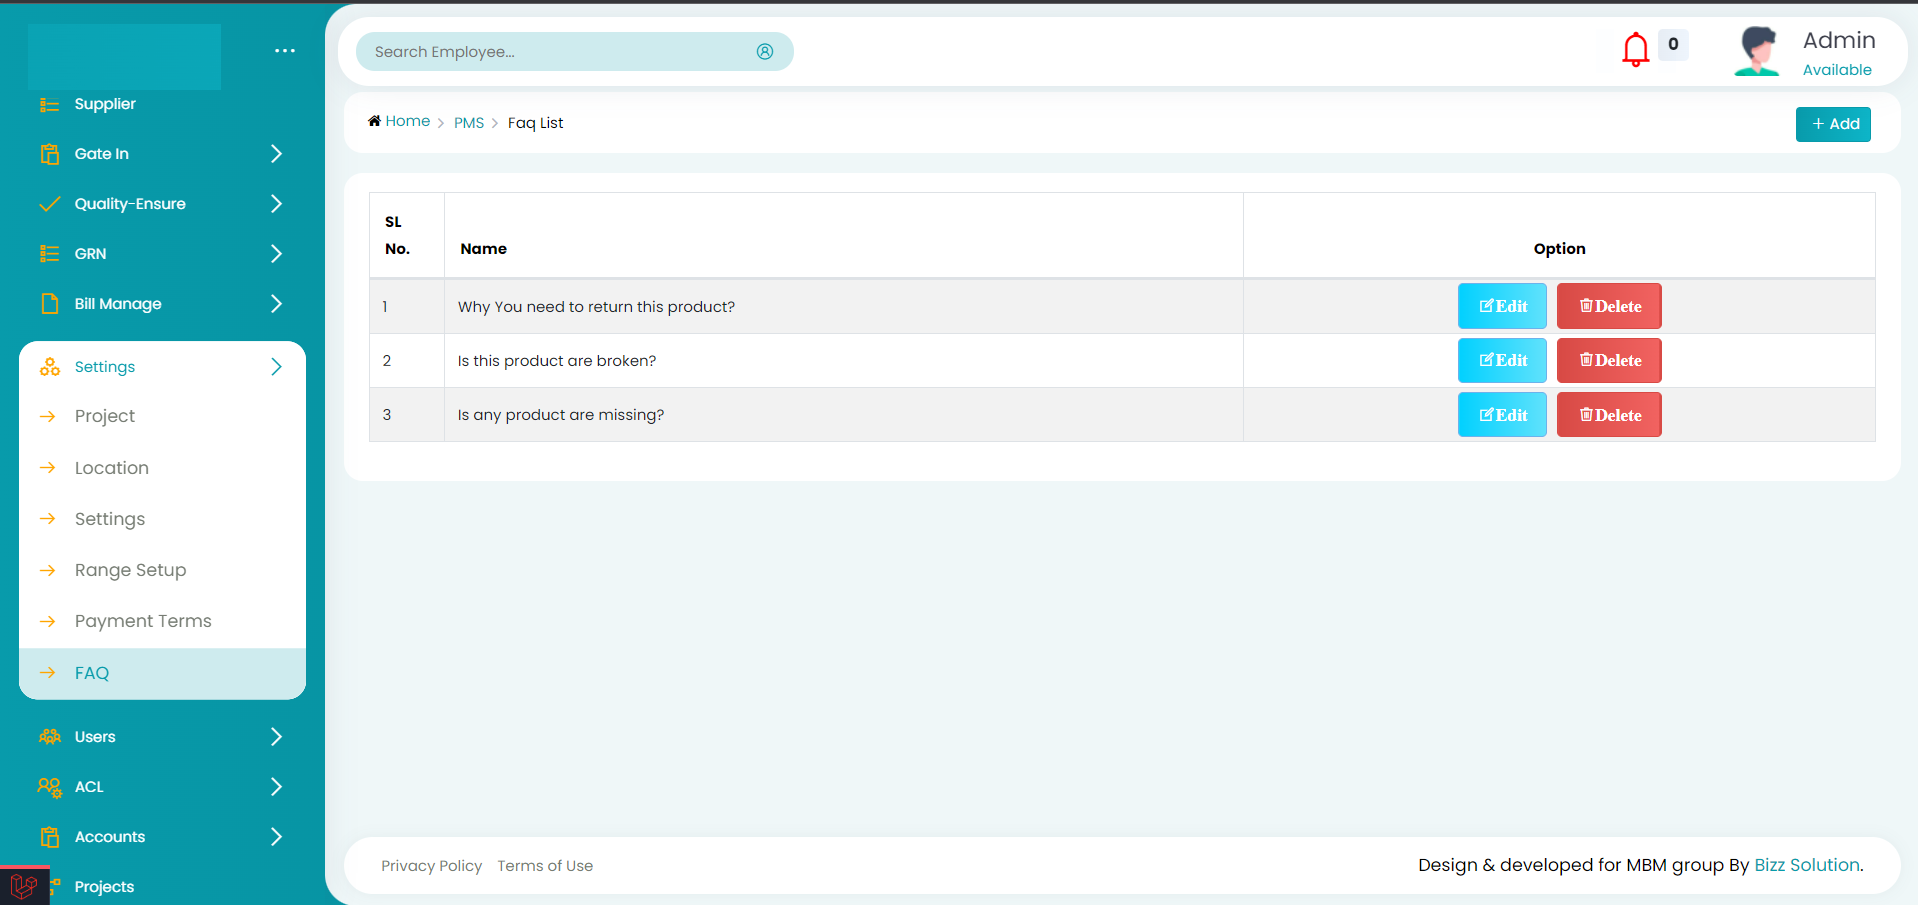 Supplier
Gate In
Quality-Ensure
GRN
Bill Manage
Settings
Project
Location
Settings
Range Setup
Payment Terms
FAQ
Users
ACL
Accounts
Projects
Search Employee...
0
Admin
Available
Home > PMS > Faq List
+ Add
SL No.
Name
Option
1 Why You need to return this product? Edit Delete
2 Is this product are broken? Edit Delete
3 Is any product are missing? Edit Delete
Privacy Policy Terms of Use
Design & developed for MBM group By Bizz Solution.